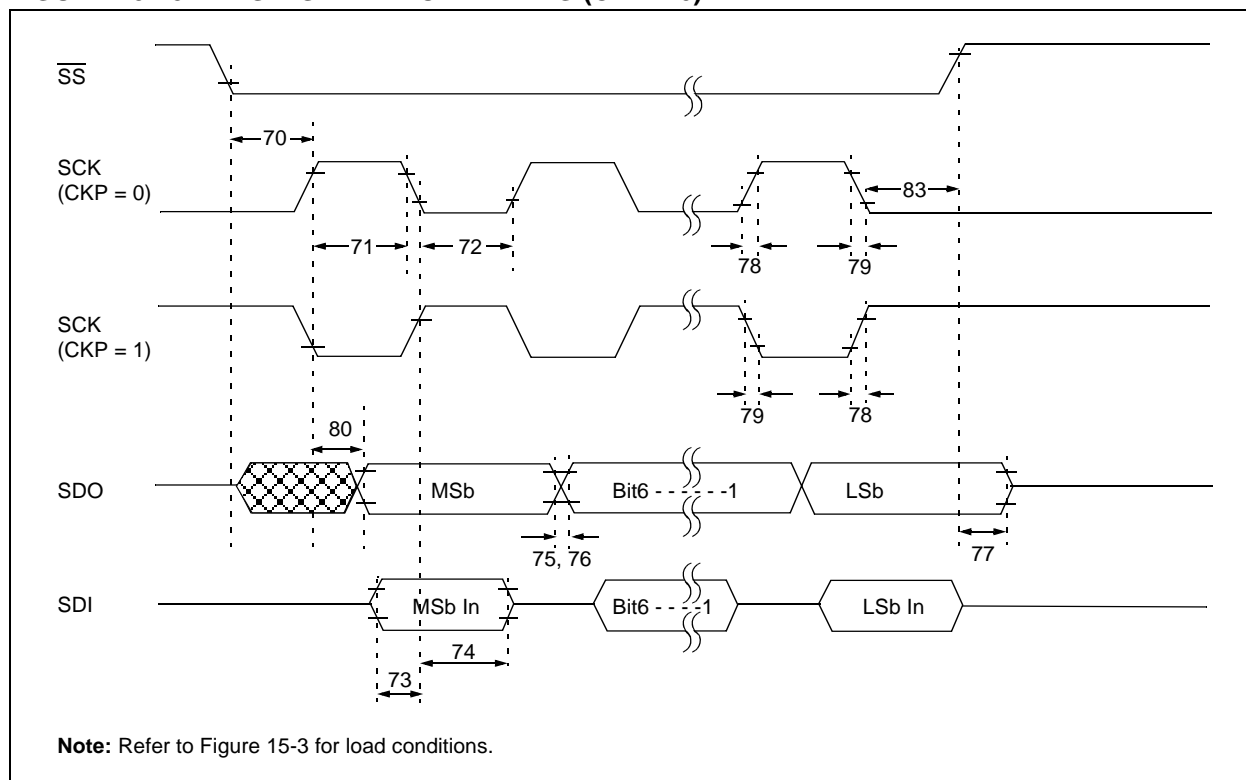 SS
70
SCK
(CKP = 0)
83
71
72
78
79
SCK
(CKP = 1)
79
78
80
SDO
MSb
Bit6 - - - - - -1
LSb
75, 76
77
SDI
MSb In
Bit6 - - - -1
LSb In
74
73
Note: Refer to Figure 15-3 for load conditions.